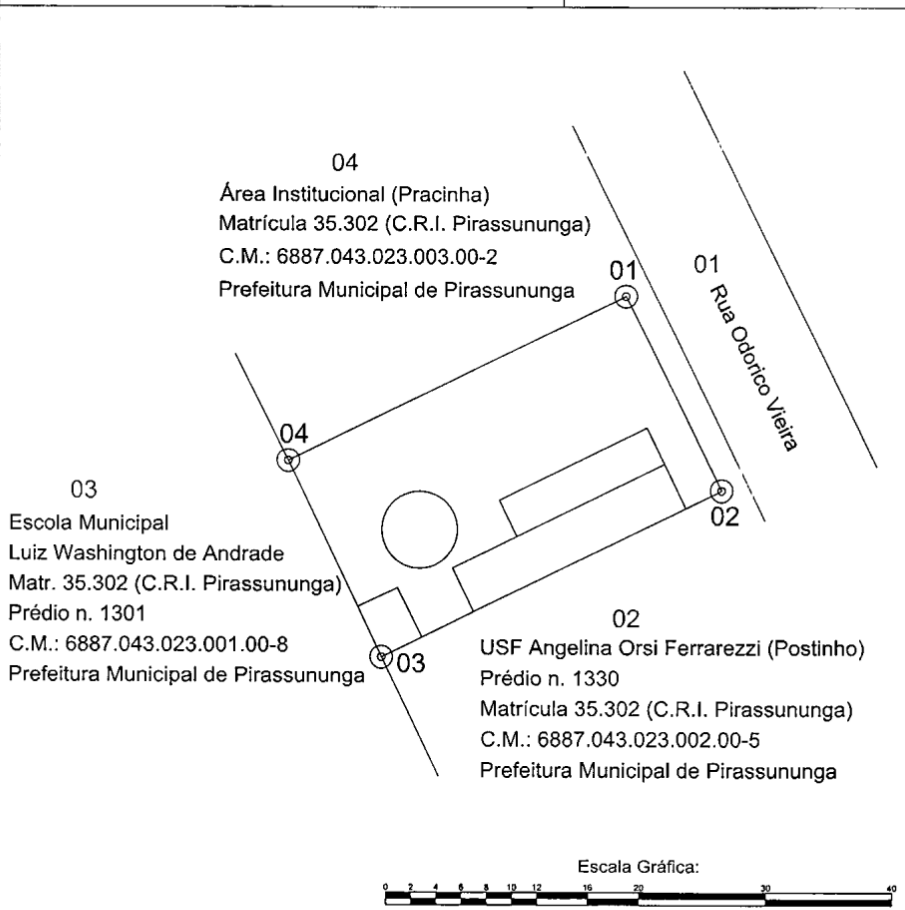 04
Área Institucional (Pracinha)
Matrícula 35.302 (C.R.I. Pirassununga)
C.M.: 6887.043.023.003.00-2
Prefeitura Municipal de Pirassununga
01
01
Rua Odorico Vieira
04
02
03
Escola Municipal
Luiz Washington de Andrade
Matr. 35.302 (C.R.I. Pirassununga)
Prédio n. 1301
C.M.: 6887.043.023.001.00-8
Prefeitura Municipal de Pirassununga
03
02
USF Angelina Orsi Ferrarezzi (Postinho)
Prédio n. 1330
Matrícula 35.302 (C.R.I. Pirassununga)
C.M.: 6887.043.023.002.00-5
Prefeitura Municipal de Pirassununga
Escala Gráfica:
0 2 4 6 8 10 12 16 20 30 40